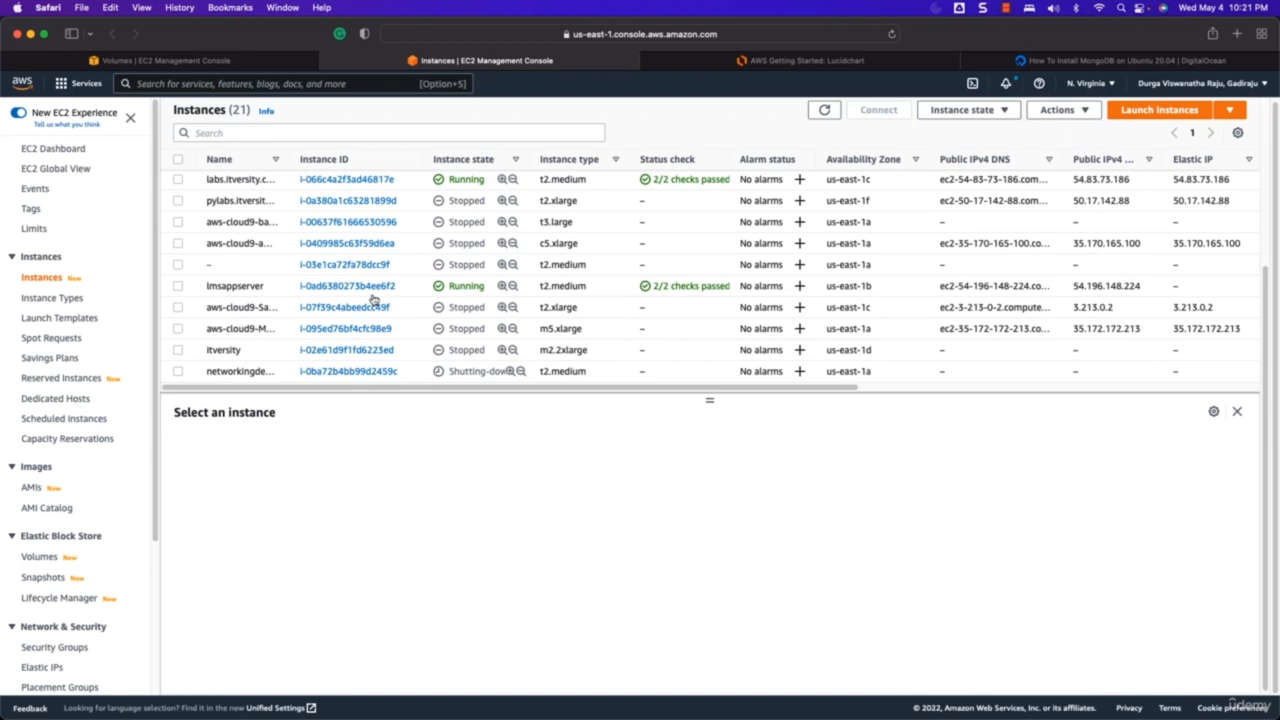 Safari File Edit View History Bookmarks Window Help Wed May 4 10:21 PM
us-east-1.console.aws.amazon.com
Volumes | EC2 Management Console Instances | EC2 Management Console AWS Getting Started: Lucidchart How To Install MongoDB on Ubuntu 20.04 | DigitalOcean
aws Services Search for services, features, blogs, docs, and more [Option+S] N. Virginia Durga Viswanatha Raju, Gadiraju
New EC2 Experience
Tell us what you think
EC2 Dashboard
EC2 Global View
Events
Tags
Limits
Instances
Instances New
Instance Types
Launch Templates
Spot Requests
Savings Plans
Reserved Instances New
Dedicated Hosts
Scheduled Instances
Capacity Reservations
Images
AMIs New
AMI Catalog
Elastic Block Store
Volumes New
Snapshots New
Lifecycle Manager New
Network & Security
Security Groups
Elastic IPs
Placement Groups
Instances (21) Info Connect Instance state Actions Launch instances
Search 1
Name Instance ID Instance state Instance type Status check Alarm status Availability Zone Public IPv4 DNS Public IPv4 ... Elastic IP
labs.itversity.c... i-066c4a2f3ad46817e Running t2.medium 2/2 checks passed No alarms + us-east-1c ec2-54-83-73-186.com... 54.83.73.186 54.83.73.186
pylabs.itversit... i-0a380a1c63281899d Stopped t2.xlarge – No alarms + us-east-1f ec2-50-17-142-88.com... 50.17.142.88 50.17.142.88
aws-cloud9-ba... i-00637f61666530596 Stopped t3.large – No alarms + us-east-1a – – –
aws-cloud9-a... i-0409985c63f59d6ea Stopped c5.xlarge – No alarms + us-east-1a ec2-35-170-165-100.co... 35.170.165.100 35.170.165.100
– i-03e1ca72fa78dcc9f Stopped t2.medium – No alarms + us-east-1a – – –
lmsappserver i-0ad6380273b4ee6f2 Running t2.medium 2/2 checks passed No alarms + us-east-1b ec2-54-196-148-224.co... 54.196.148.224 –
aws-cloud9-Sa... i-07f39c4abeedcc49f Stopped t2.xlarge – No alarms + us-east-1c ec2-3-213-0-2.compute... 3.213.0.2 3.213.0.2
aws-cloud9-M... i-095ed76bf4cfc98e9 Stopped m5.xlarge – No alarms + us-east-1a ec2-35-172-172-213.co... 35.172.172.213 35.172.172.213
itversity i-02e61d9f1fd6223ed Stopped m2.2xlarge – No alarms + us-east-1d – – –
networkingde... i-0ba72b4bb99d2459c Shutting-dow t2.medium – No alarms + us-east-1a – – –
Select an instance
Feedback Looking for language selection? Find it in the new Unified Settings © 2022, Amazon Web Services, Inc. or its affiliates. Privacy Terms Cookie preferences
udemy